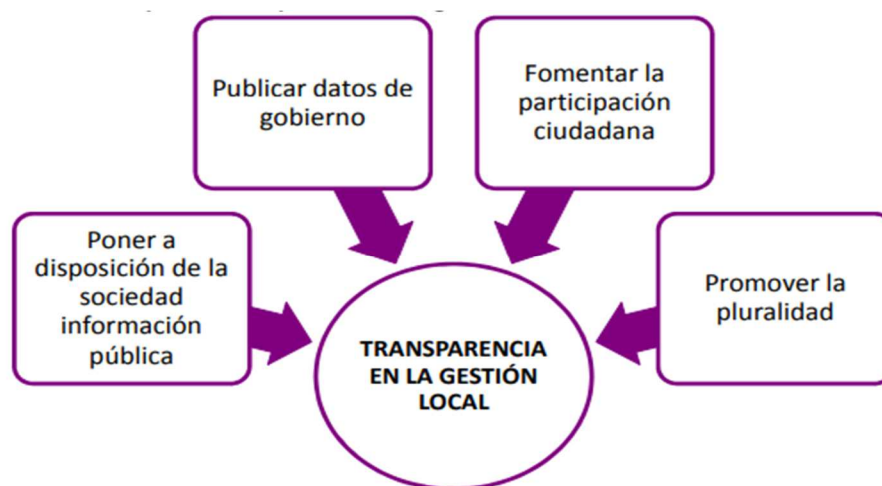 Publicar datos de
gobierno
Fomentar la
participación
ciudadana
Poner a
disposición de la
sociedad
información
pública
Promover la
pluralidad
TRANSPARENCIA
EN LA GESTIÓN
LOCAL